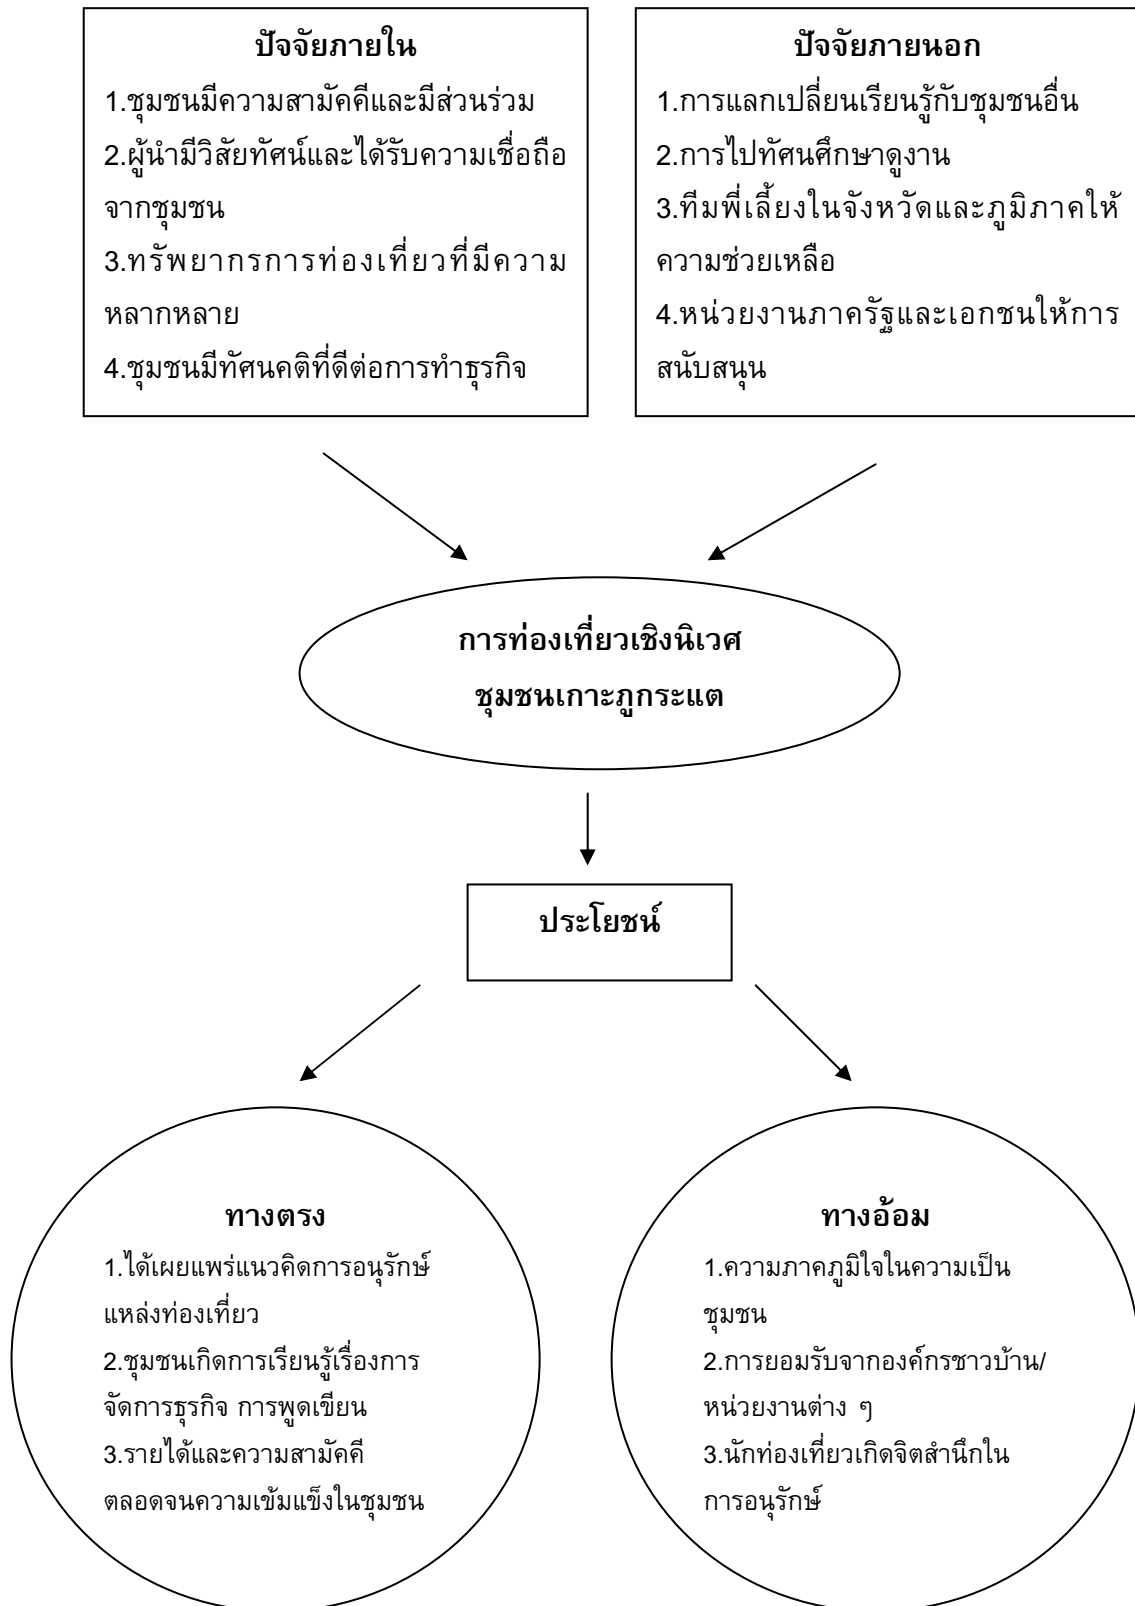 ปัจจัยภายใน
1.ชุมชนมีความสามัคคีและมีส่วนร่วม
2.ผู้นำมีวิสัยทัศน์และได้รับความเชื่อถือ
จากชุมชน
3.ทรัพยากรการท่องเที่ยวที่มีความ
หลากหลาย
4.ชุมชนมีทัศนคติที่ดีต่อการทำธุรกิจ
ปัจจัยภายนอก
1.การแลกเปลี่ยนเรียนรู้กับชุมชนอื่น
2.การไปทัศนศึกษาดูงาน
3.ทีมพี่เลี้ยงในจังหวัดและภูมิภาคให้
ความช่วยเหลือ
4.หน่วยงานภาครัฐและเอกชนให้การ
สนับสนุน
การท่องเที่ยวเชิงนิเวศ
ชุมชนเกาะภูกระแต
ประโยชน์
ทางตรง
1.ได้เผยแพร่แนวคิดการอนุรักษ์
แหล่งท่องเที่ยว
2.ชุมชนเกิดการเรียนรู้เรื่องการ
จัดการธุรกิจ การพูดเขียน
3.รายได้และความสามัคคี
ตลอดจนความเข้มแข็งในชุมชน
ทางอ้อม
1.ความภาคภูมิใจในความเป็น
ชุมชน
2.การยอมรับจากองค์กรชาวบ้าน/
หน่วยงานต่าง ๆ
3.นักท่องเที่ยวเกิดจิตสำนึกใน
การอนุรักษ์